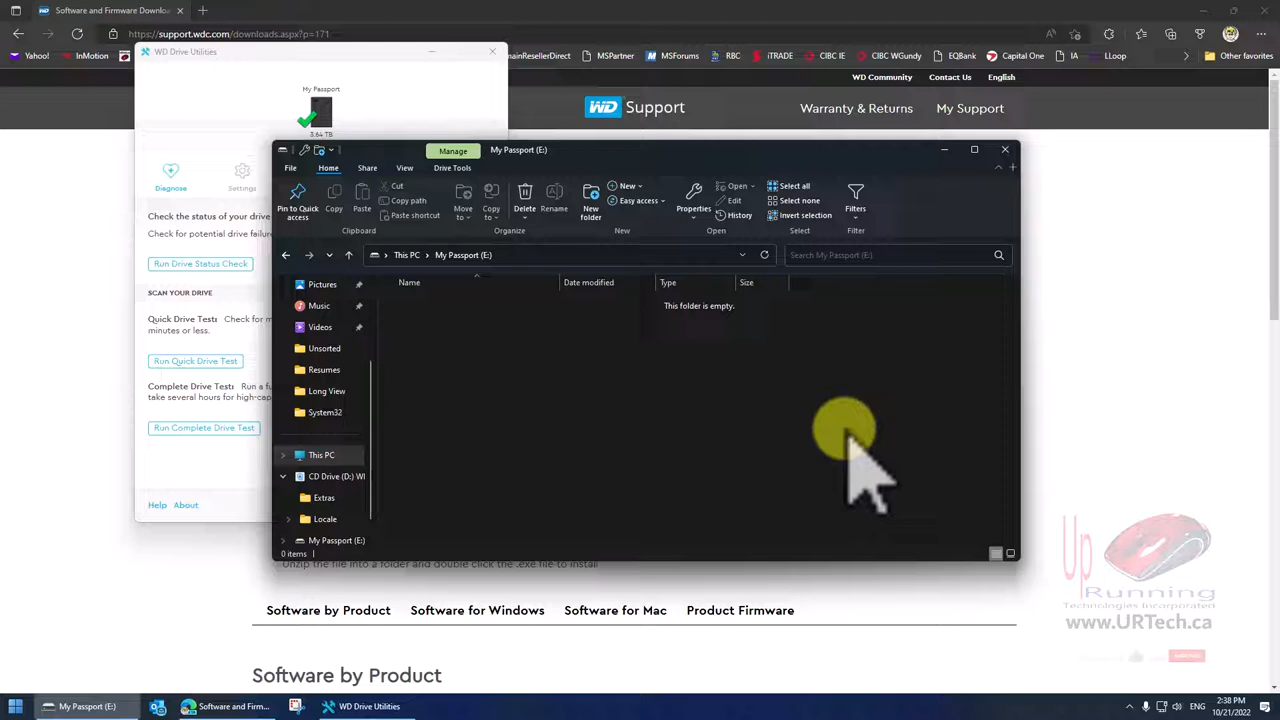 Software and Firmware Downloa
https://support.wdc.com/downloads.aspx?p=171
Yahoo! InMotion MainResellerDirect MSPartner MSForums RBC iTRADE CIRO CIBC WGundy EQBank Capital One IA LLoop Other favorites
WD Community Contact Us English
WD Support Warranty & Returns My Support
WD Drive Utilities
My Passport
3.64 TB
Diagnose Settings
Check the status of your drive
Check for potential drive failur
Run Drive Status Check
SCAN YOUR DRIVE
Quick Drive Test: Check for m
minutes or less.
Run Quick Drive Test
Complete Drive Test: Run a fu
take several hours for high-cap
Run Complete Drive Test
Help About
Manage My Passport (E:)
File Home Share View Drive Tools
Pin to Quick access
Copy
Paste
Cut
Copy path
Paste shortcut
Move to
Copy to
Delete
Rename
New folder
New
Easy access
Properties
Open
Edit
History
Select all
Select none
Invert selection
Filters
Clipboard Organize New Open Select Filter
This PC My Passport (E:) Search My Passport (E:)
Name Date modified Type Size
This folder is empty.
Pictures
Music
Videos
Unsorted
Resumes
Long View
System32
This PC
CD Drive (D:) W
Extras
Locale
My Passport (E:)
0 items
Unzip the file into a folder and double click the .exe file to install
Software by Product Software for Windows Software for Mac Product Firmware
Software by Product
Up
Running
Technologies Incorporated
www.URTech.ca
My Passport (E:) Software and Firm... WD Drive Utilities
ENG
2:38 PM
10/21/2022